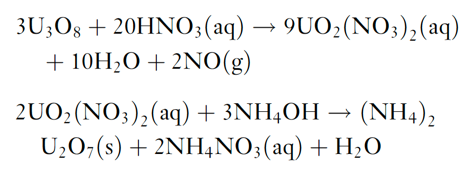 3U₃O₈ + 20HNO₃(aq) → 9UO₂(NO₃)₂(aq)
+ 10H₂O + 2NO(g)
2UO₂(NO₃)₂(aq) + 3NH₄OH → (NH₄)₂
U₂O₇(s) + 2NH₄NO₃(aq) + H₂O